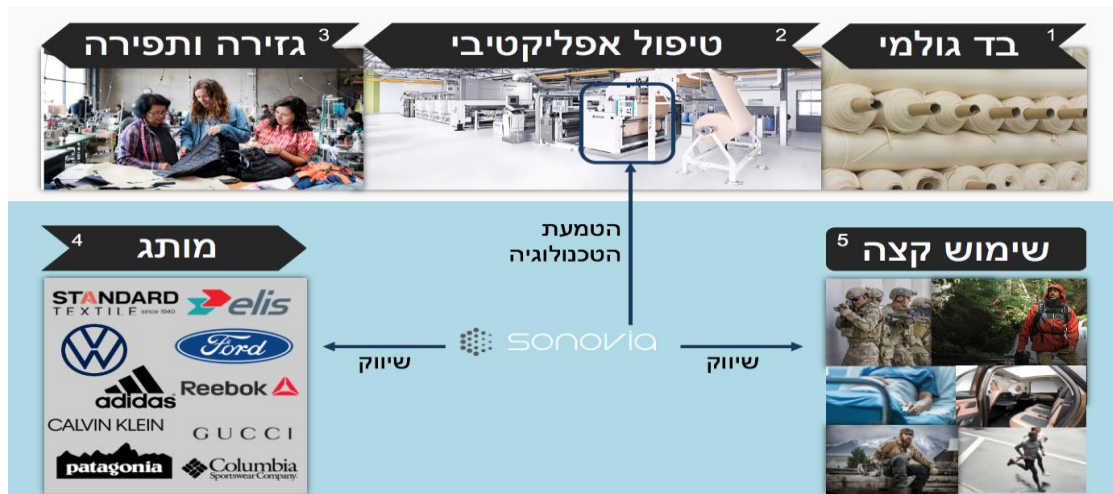 1 בד גולמי
2 טיפול אפליקטיבי
3 גזירה ותפירה
הטמעת
הטכנולוגיה
4 מותג
5 שימוש קצה
STANDARD
TEXTILE since 1940
elis
sonovia
שיווק
שיווק
VW
Ford
adidas
Reebok
CALVIN KLEIN
GUCCI
patagonia
Columbia
Sportswear Company